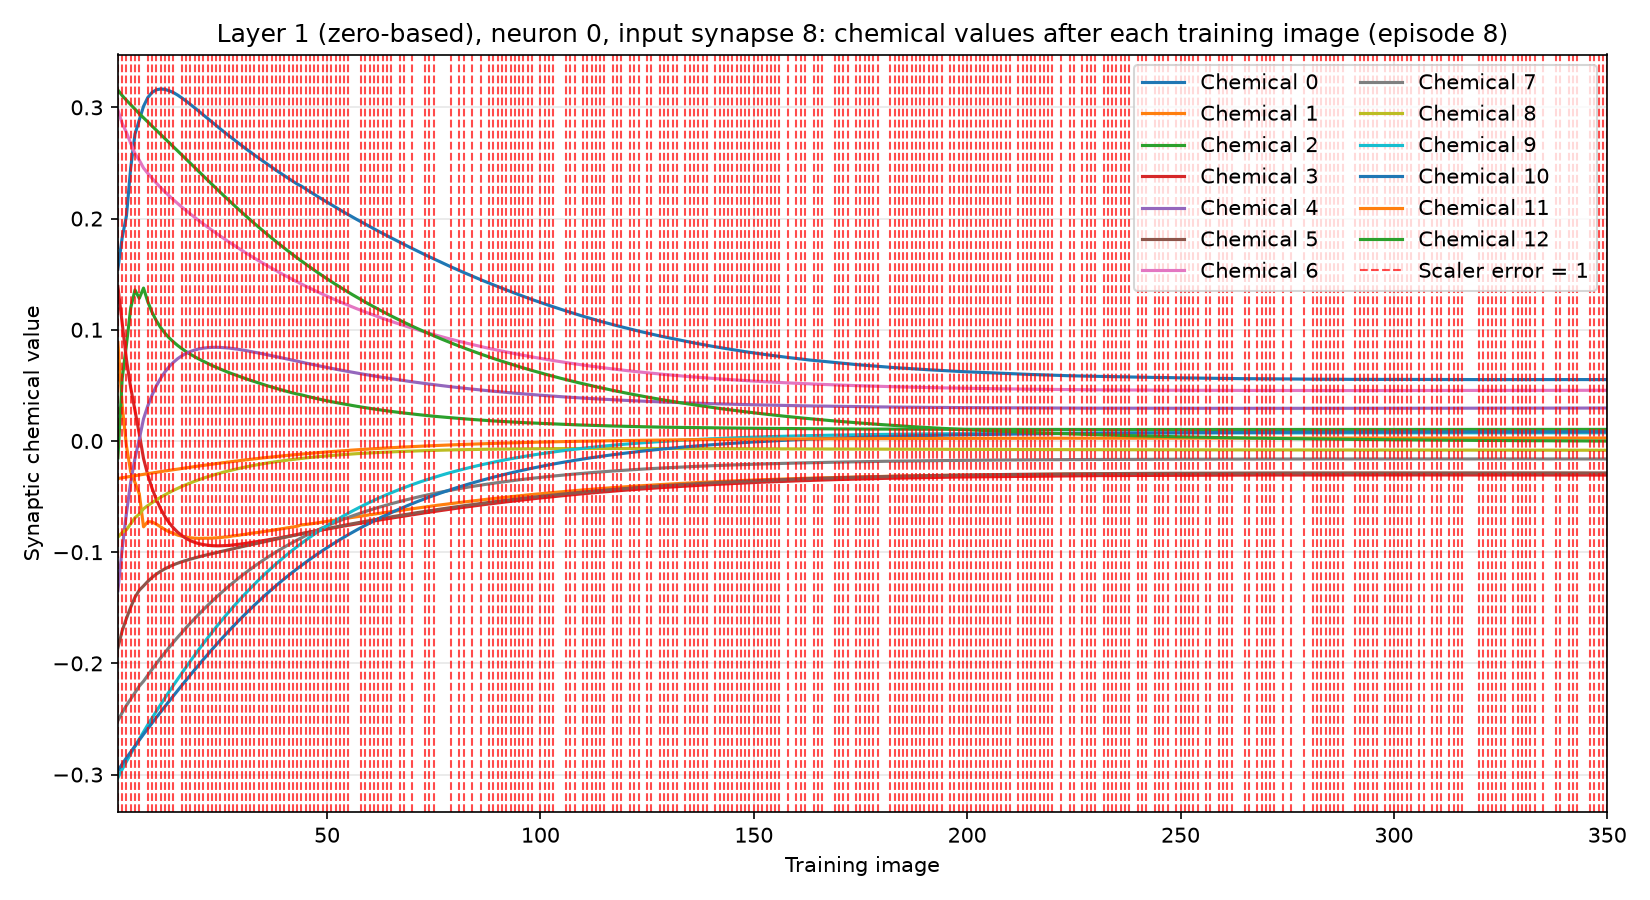 Layer 1 (zero-based), neuron 0, input synapse 8: chemical values after each training image (episode 8)
Synaptic chemical value
0.3
0.2
0.1
0.0
−0.1
−0.2
−0.3
Chemical 0
Chemical 1
Chemical 2
Chemical 3
Chemical 4
Chemical 5
Chemical 6
Chemical 7
Chemical 8
Chemical 9
Chemical 10
Chemical 11
Chemical 12
Scaler error = 1
50 100 150 200 250 300 350
Training image